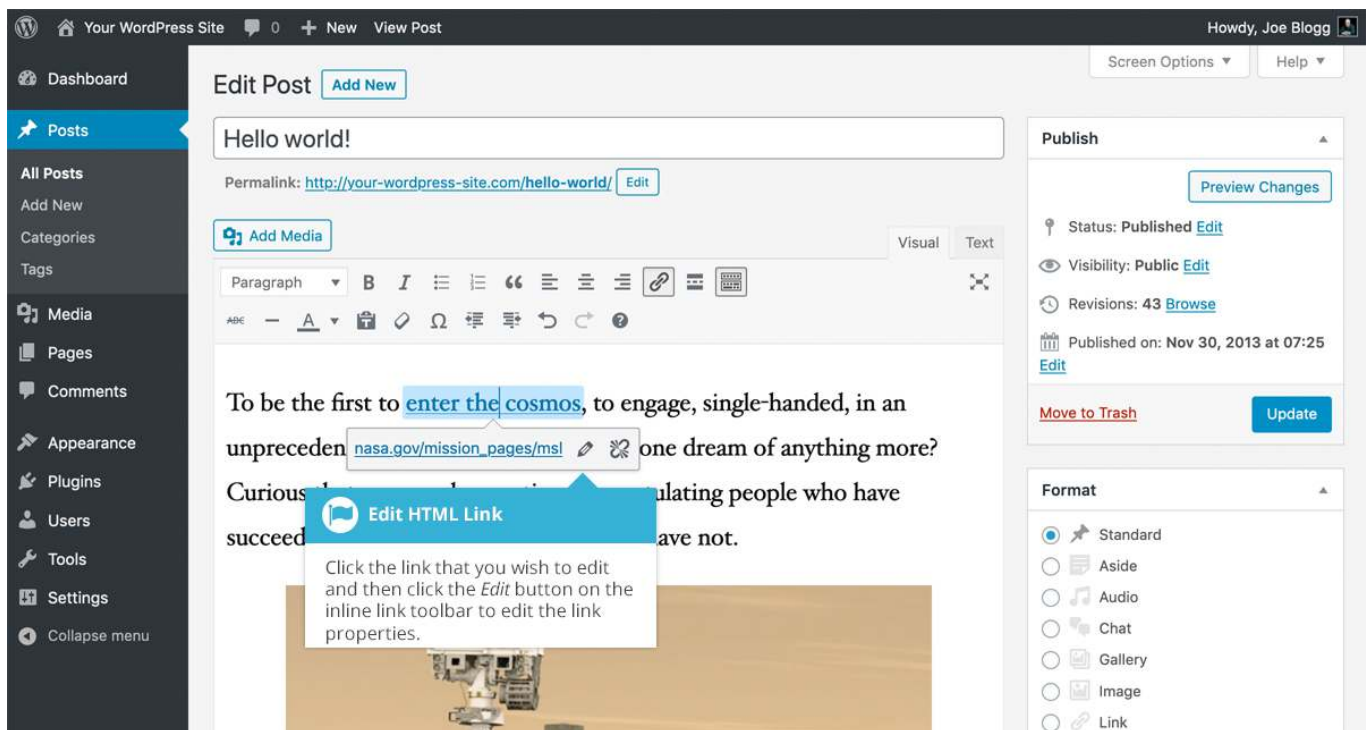 Your WordPress Site 0 + New View Post Howdy, Joe Blogg
Screen Options ▼ Help ▼
Dashboard
Posts
All Posts
Add New
Categories
Tags
Media
Pages
Comments
Appearance
Plugins
Users
Tools
Settings
Collapse menu
Edit Post Add New
Hello world!
Permalink: http://your-wordpress-site.com/hello-world/ Edit
Add Media
Visual Text
Paragraph ▼ B I
ABC A Ω
To be the first to enter the cosmos, to engage, single-handed, in an
unpreceden nasa.gov/mission_pages/msl one dream of anything more?
Curious ulating people who have
succeed ave not.
Edit HTML Link
Click the link that you wish to edit
and then click the Edit button on the
inline link toolbar to edit the link
properties.
Publish
Preview Changes
Status: Published Edit
Visibility: Public Edit
Revisions: 43 Browse
Published on: Nov 30, 2013 at 07:25
Edit
Move to Trash Update
Format
Standard
Aside
Audio
Chat
Gallery
Image
Link